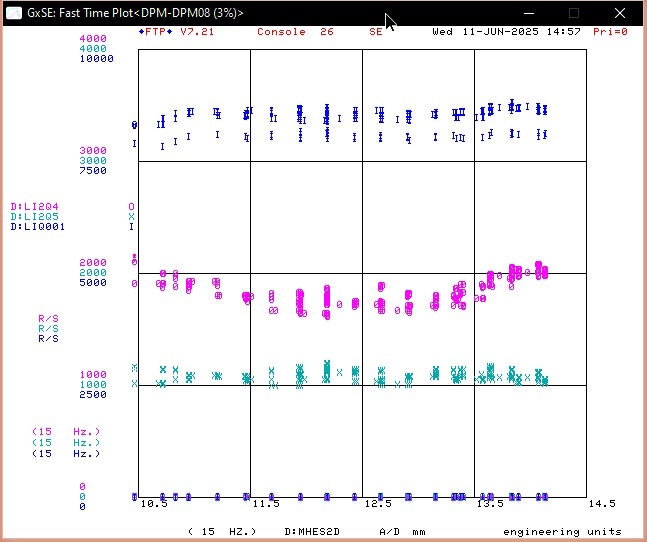 GxSE: Fast Time Plot<DPM-DPM08 (3%)>
◆FTP◆ V7.21 Console 26 SE Wed 11-JUN-2025 14:57 Pri=0
4000
4000
10000
3000
3000
7500
D:LI2Q4 O
D:LI2Q5 X
D:LIQ001 I
2000
2000
5000
R/S
R/S
R/S
1000
1000
2500
(15 Hz.)
(15 Hz.)
(15 Hz.)
0
0
0
10.5 11.5 12.5 13.5 14.5
( 15 HZ.) D:MHES2D A/D mm engineering units